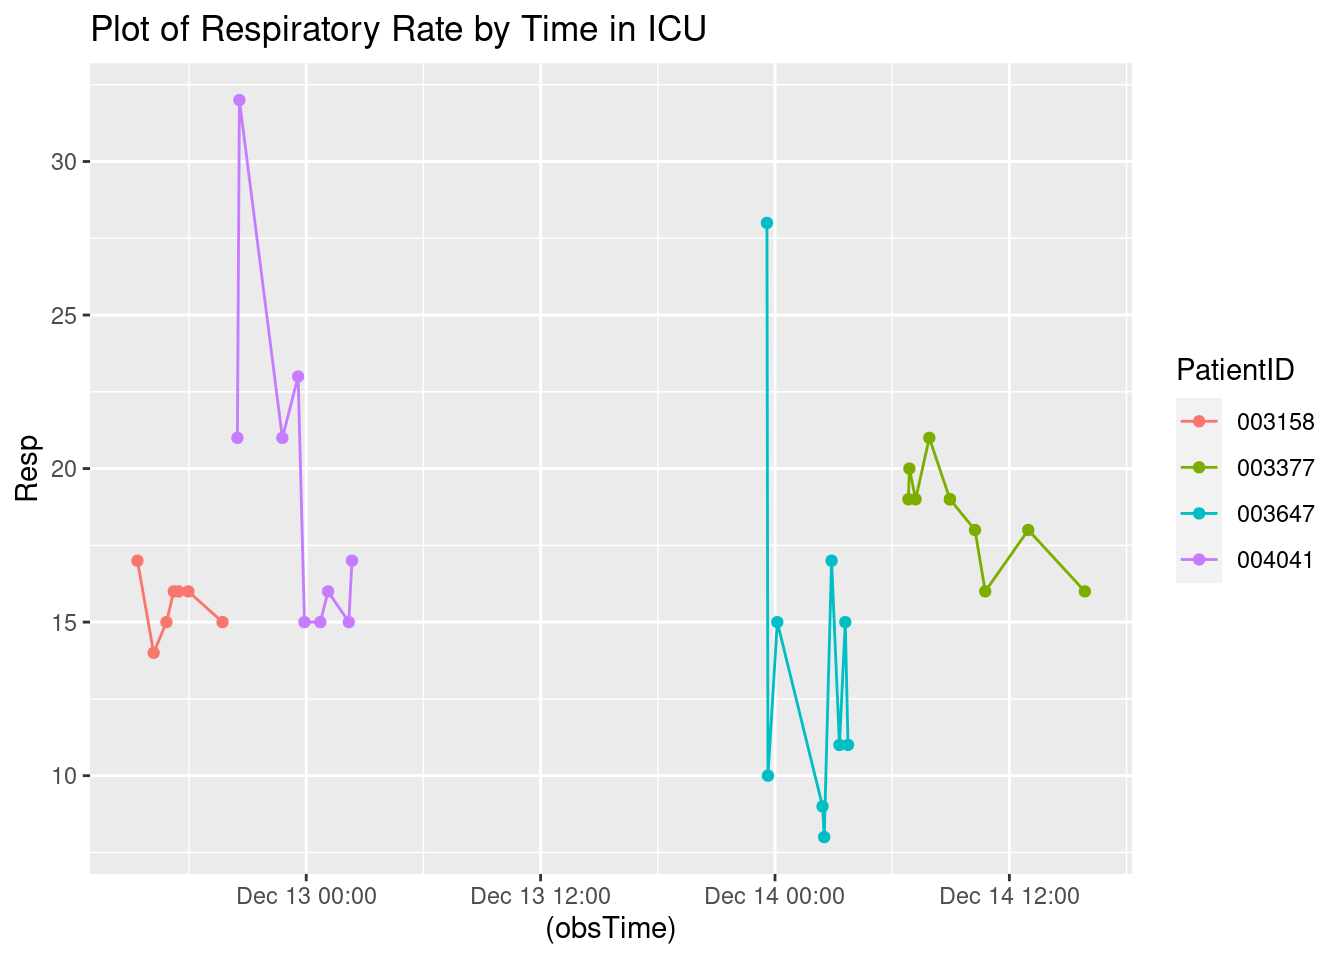 Plot of Respiratory Rate by Time in ICU
30
25
20
15
10
Resp
Dec 13 00:00
Dec 13 12:00
Dec 14 00:00
Dec 14 12:00
(obsTime)
PatientID
003158
003377
003647
004041